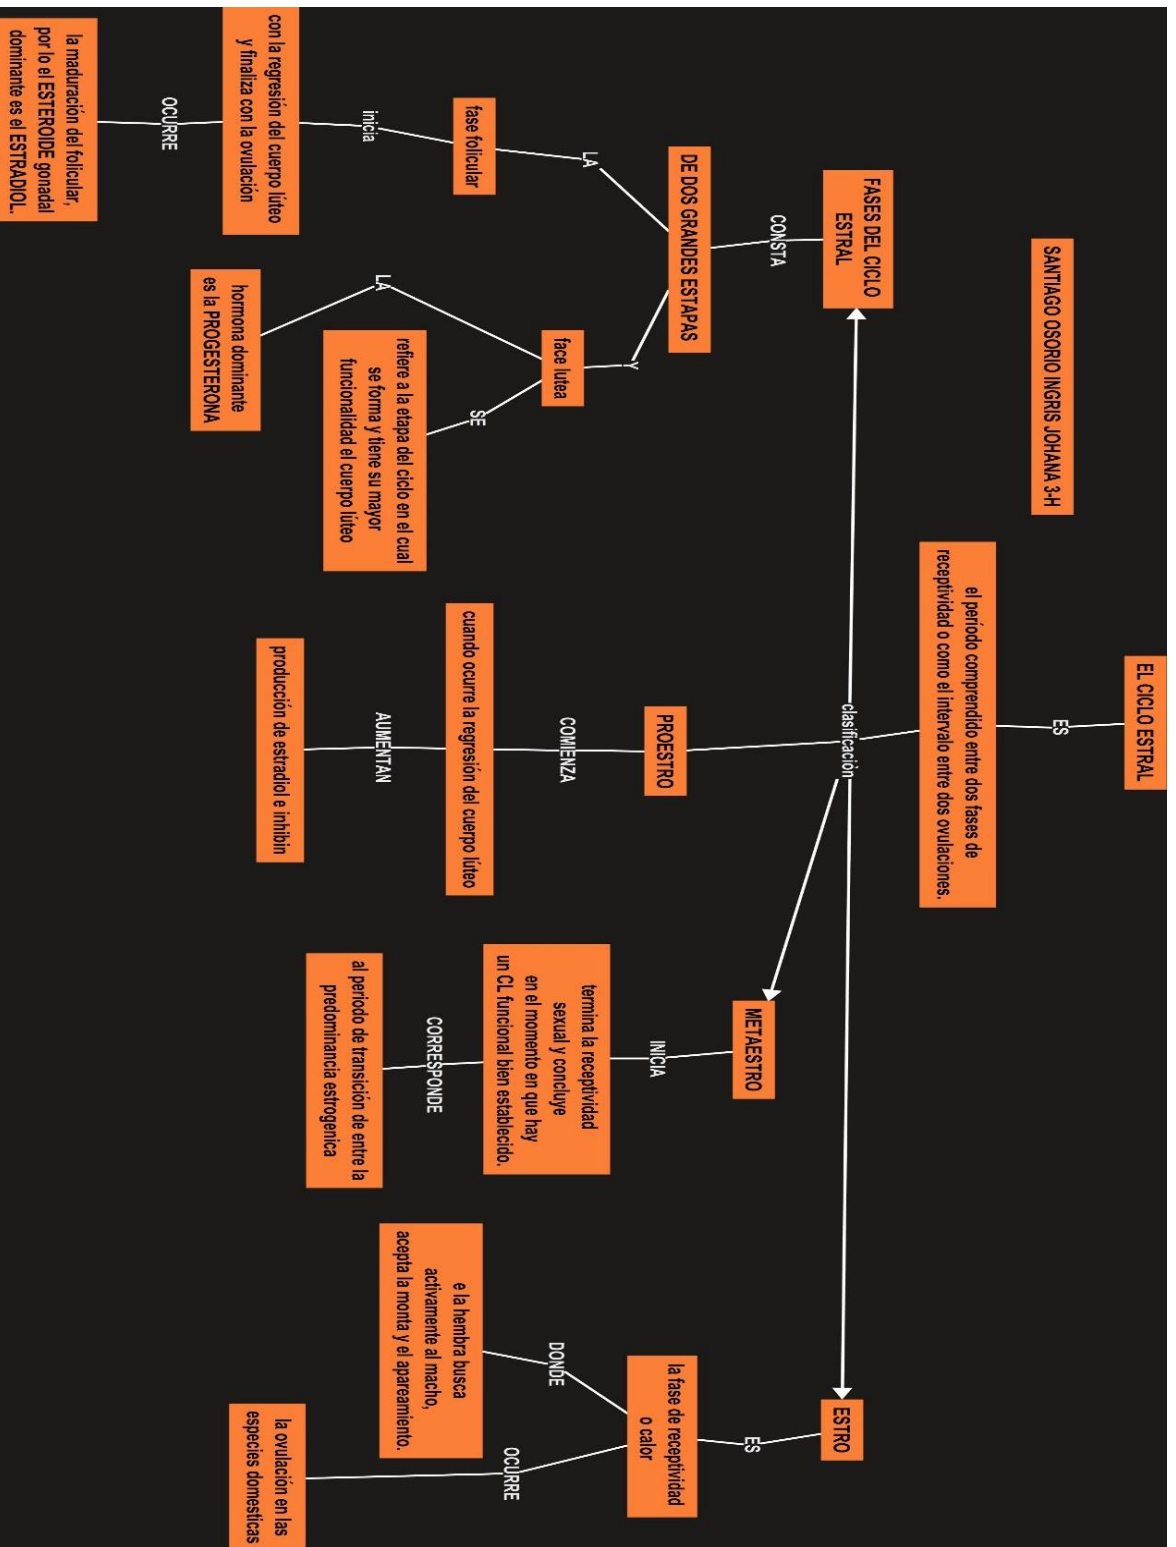 EL CICLO ESTRAL
ES
SANTIAGO OSORIO INGRIS JOHANA 3-H
el período comprendido entre dos fases de
receptividad o como el intervalo entre dos ovulaciones.
clasificaciòn
FASES DEL CICLO
ESTRAL
CONSTA
DE DOS GRANDES ESTAPAS
LA
fase folicular
inicia
con la regresión del cuerpo lúteo
y finaliza con la ovulación
OCURRE
la maduración del folicular,
por lo el ESTEROIDE gonadal
dominante es el ESTRADIOL.
Y
face lutea
LA
hormona dominante
es la PROGESTERONA
SE
refiere a la etapa del ciclo en el cual
se forma y tiene su mayor
funcionalidad el cuerpo lúteo
PROESTRO
COMIENZA
cuando ocurre la regresión del cuerpo lúteo
AUMENTAN
producción de estradiol e inhibin
METAESTRO
INICIA
termina la receptividad
sexual y concluye
en el momento en que hay
un CL funcional bien establecido.
CORRESPONDE
al periodo de transición de entre la
predominancia estrogenica
ESTRO
ES
la fase de receptividad
o calor
DONDE
e la hembra busca
activamente al macho,
acepta la monta y el apareamiento.
OCURRE
la ovulación en las
especies domesticas